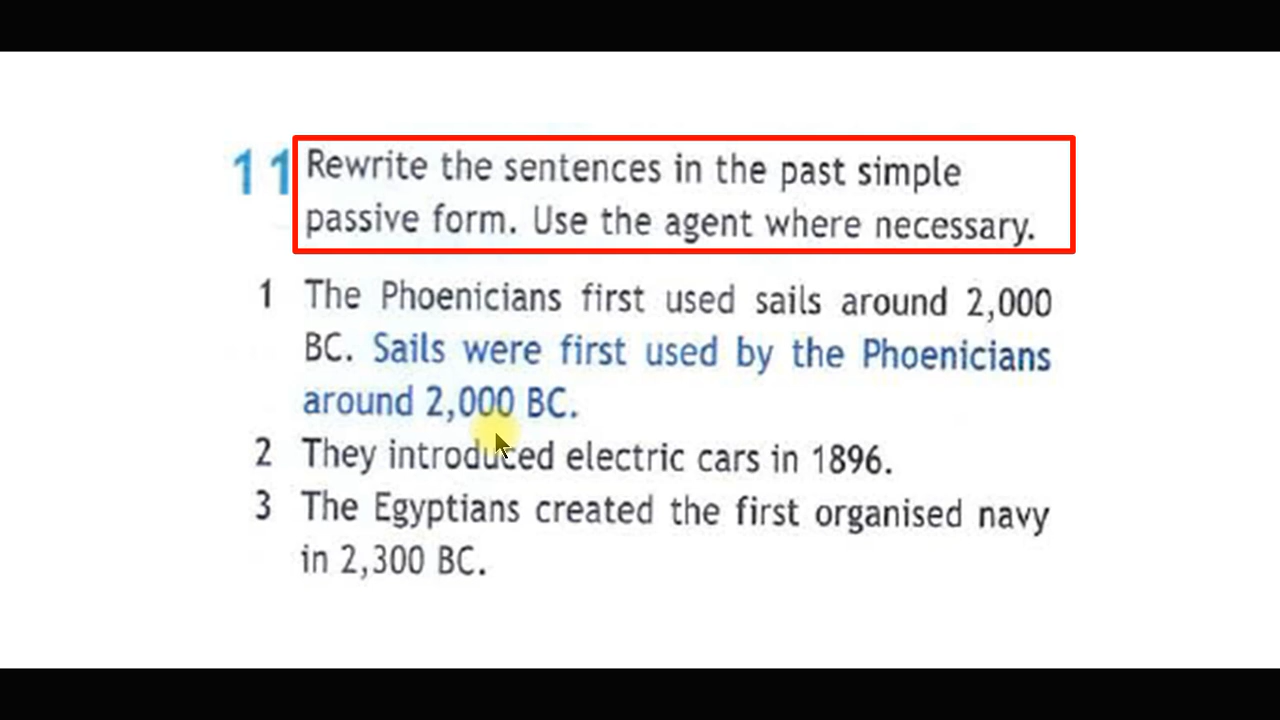 11 Rewrite the sentences in the past simple
passive form. Use the agent where necessary.
1 The Phoenicians first used sails around 2,000
BC. Sails were first used by the Phoenicians
around 2,000 BC.
2 They introduced electric cars in 1896.
3 The Egyptians created the first organised navy
in 2,300 BC.